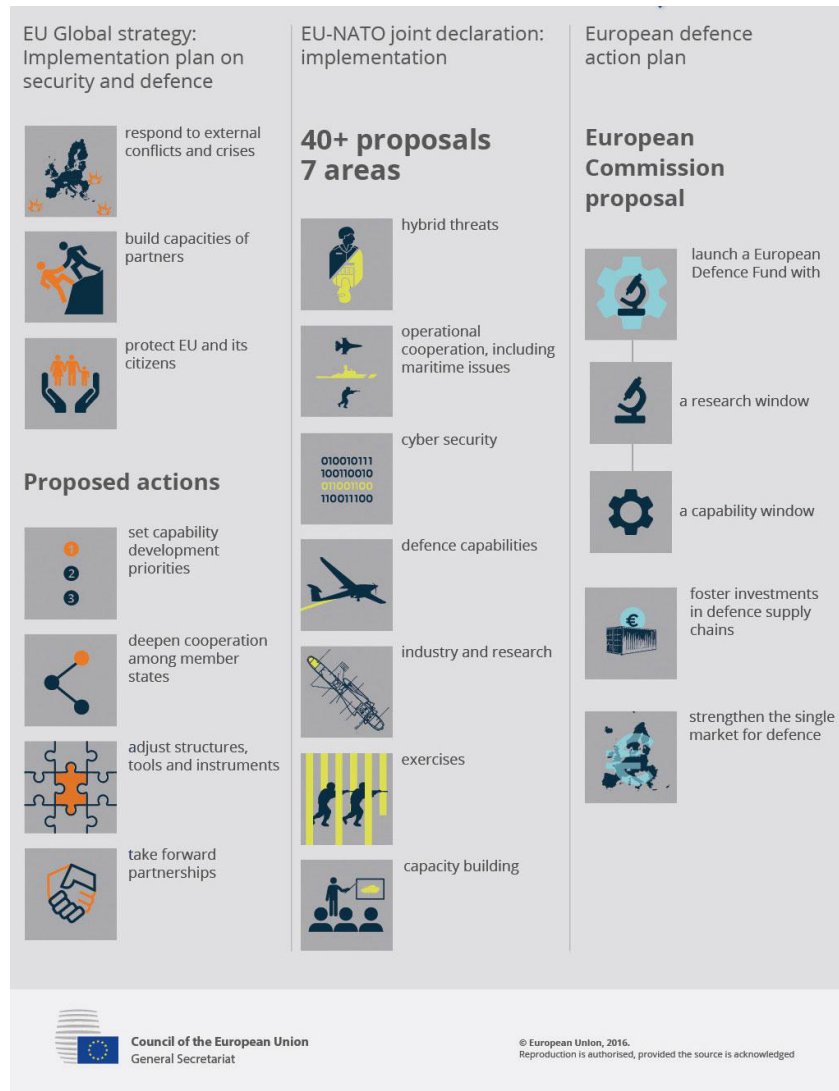 EU Global strategy:
Implementation plan on
security and defence
respond to external
conflicts and crises
build capacities of
partners
protect EU and its
citizens
Proposed actions
1
2
3
set capability
development
priorities
deepen cooperation
among member
states
adjust structures,
tools and instruments
take forward
partnerships
EU-NATO joint declaration:
implementation
40+ proposals
7 areas
hybrid threats
operational
cooperation, including
maritime issues
cyber security
010010111
100110010
011001100
110011100
defence capabilities
industry and research
exercises
capacity building
European defence
action plan
European
Commission
proposal
launch a European
Defence Fund with
a research window
a capability window
foster investments
in defence supply
chains
€
strengthen the single
market for defence
€
Council of the European Union
General Secretariat
© European Union, 2016.
Reproduction is authorised, provided the source is acknowledged